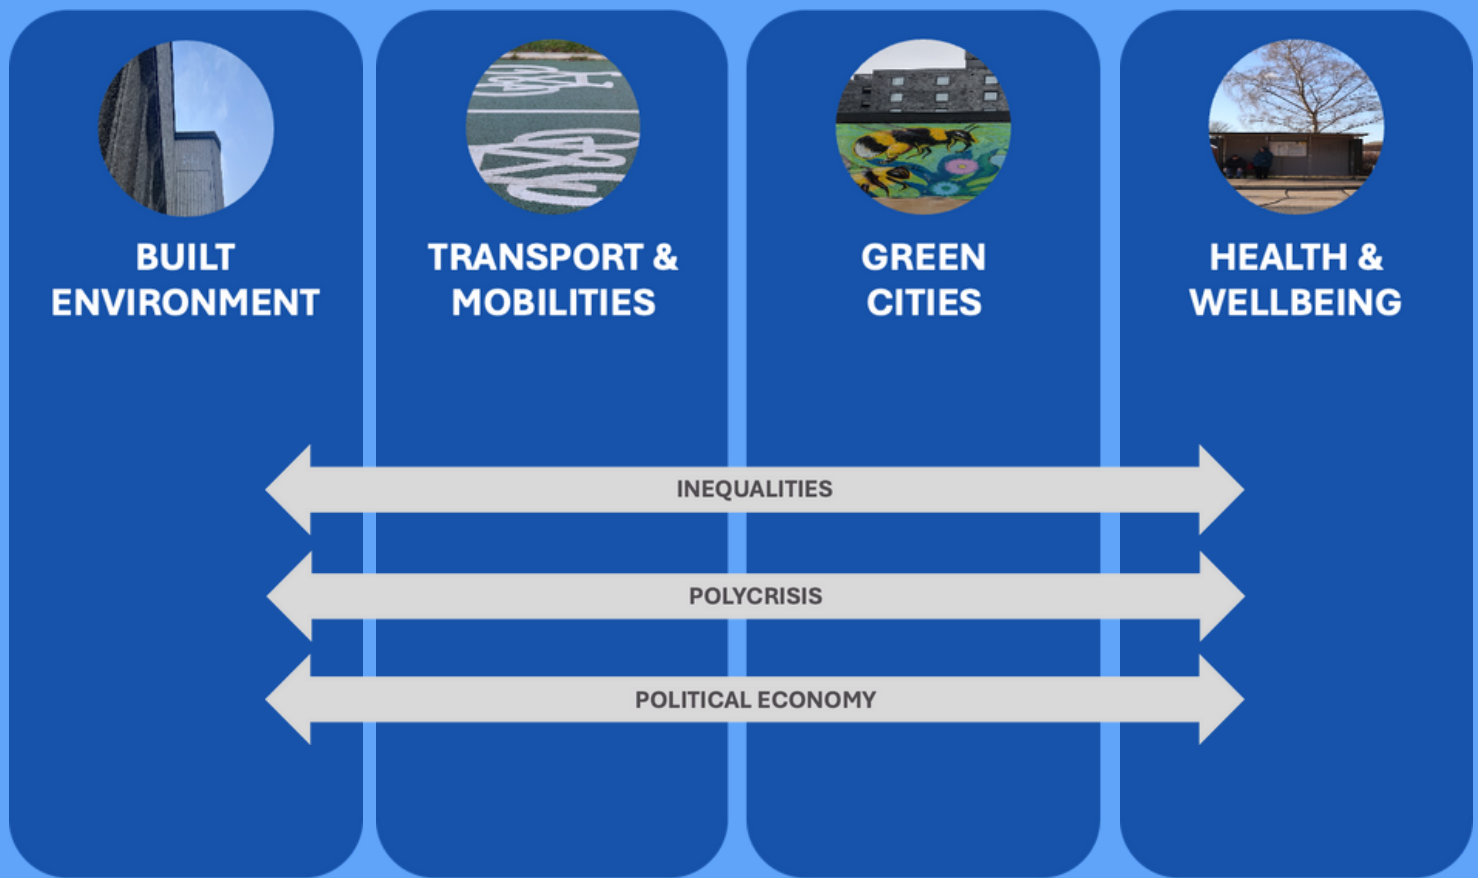 BUILT
ENVIRONMENT
TRANSPORT &
MOBILITIES
GREEN
CITIES
HEALTH &
WELLBEING
INEQUALITIES
POLYCRISIS
POLITICAL ECONOMY